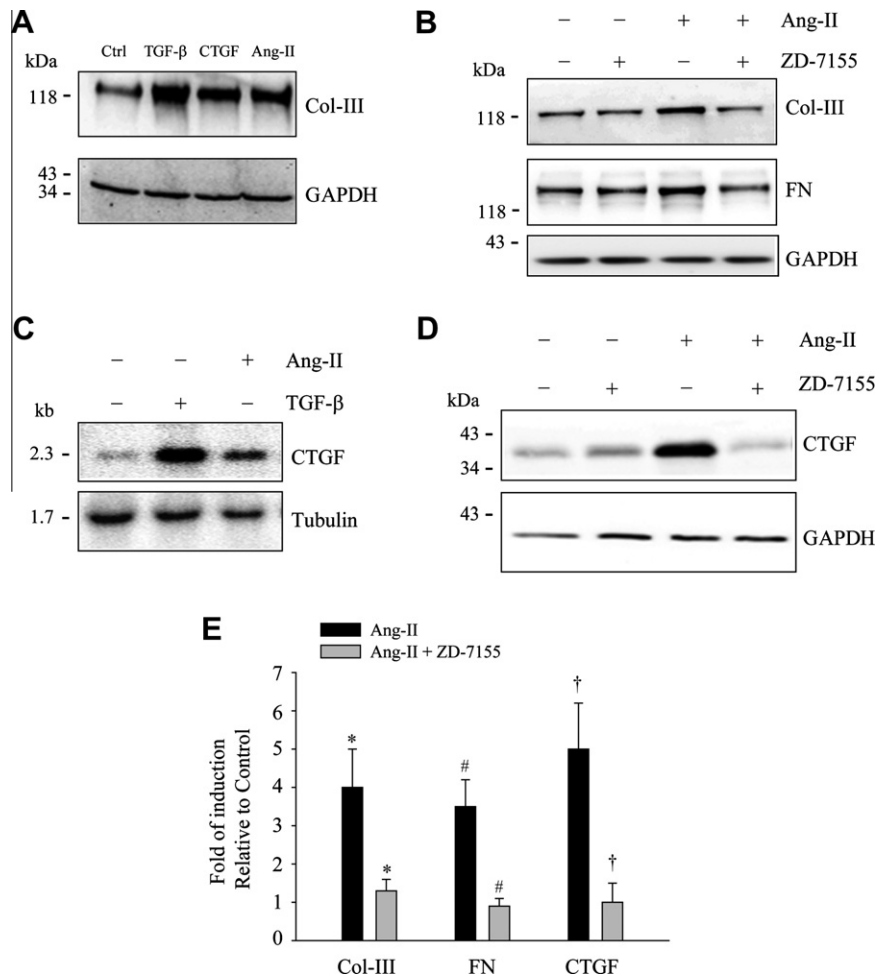 A
Ctrl TGF-β CTGF Ang-II
kDa
118 - Col-III
43 -
34 - GAPDH
B
– – + + Ang-II
– + – + ZD-7155
kDa
118 - Col-III
FN
118 -
43 -
GAPDH
C
– – + Ang-II
– + – TGF-β
kb
2.3 - CTGF
1.7 - Tubulin
D
– – + + Ang-II
– + – + ZD-7155
kDa
43 - CTGF
34 -
43 -
GAPDH
E
Ang-II
Ang-II + ZD-7155
Fold of induction
Relative to Control
7
6
5
4
3
2
1
0
* * # # † †
Col-III FN CTGF